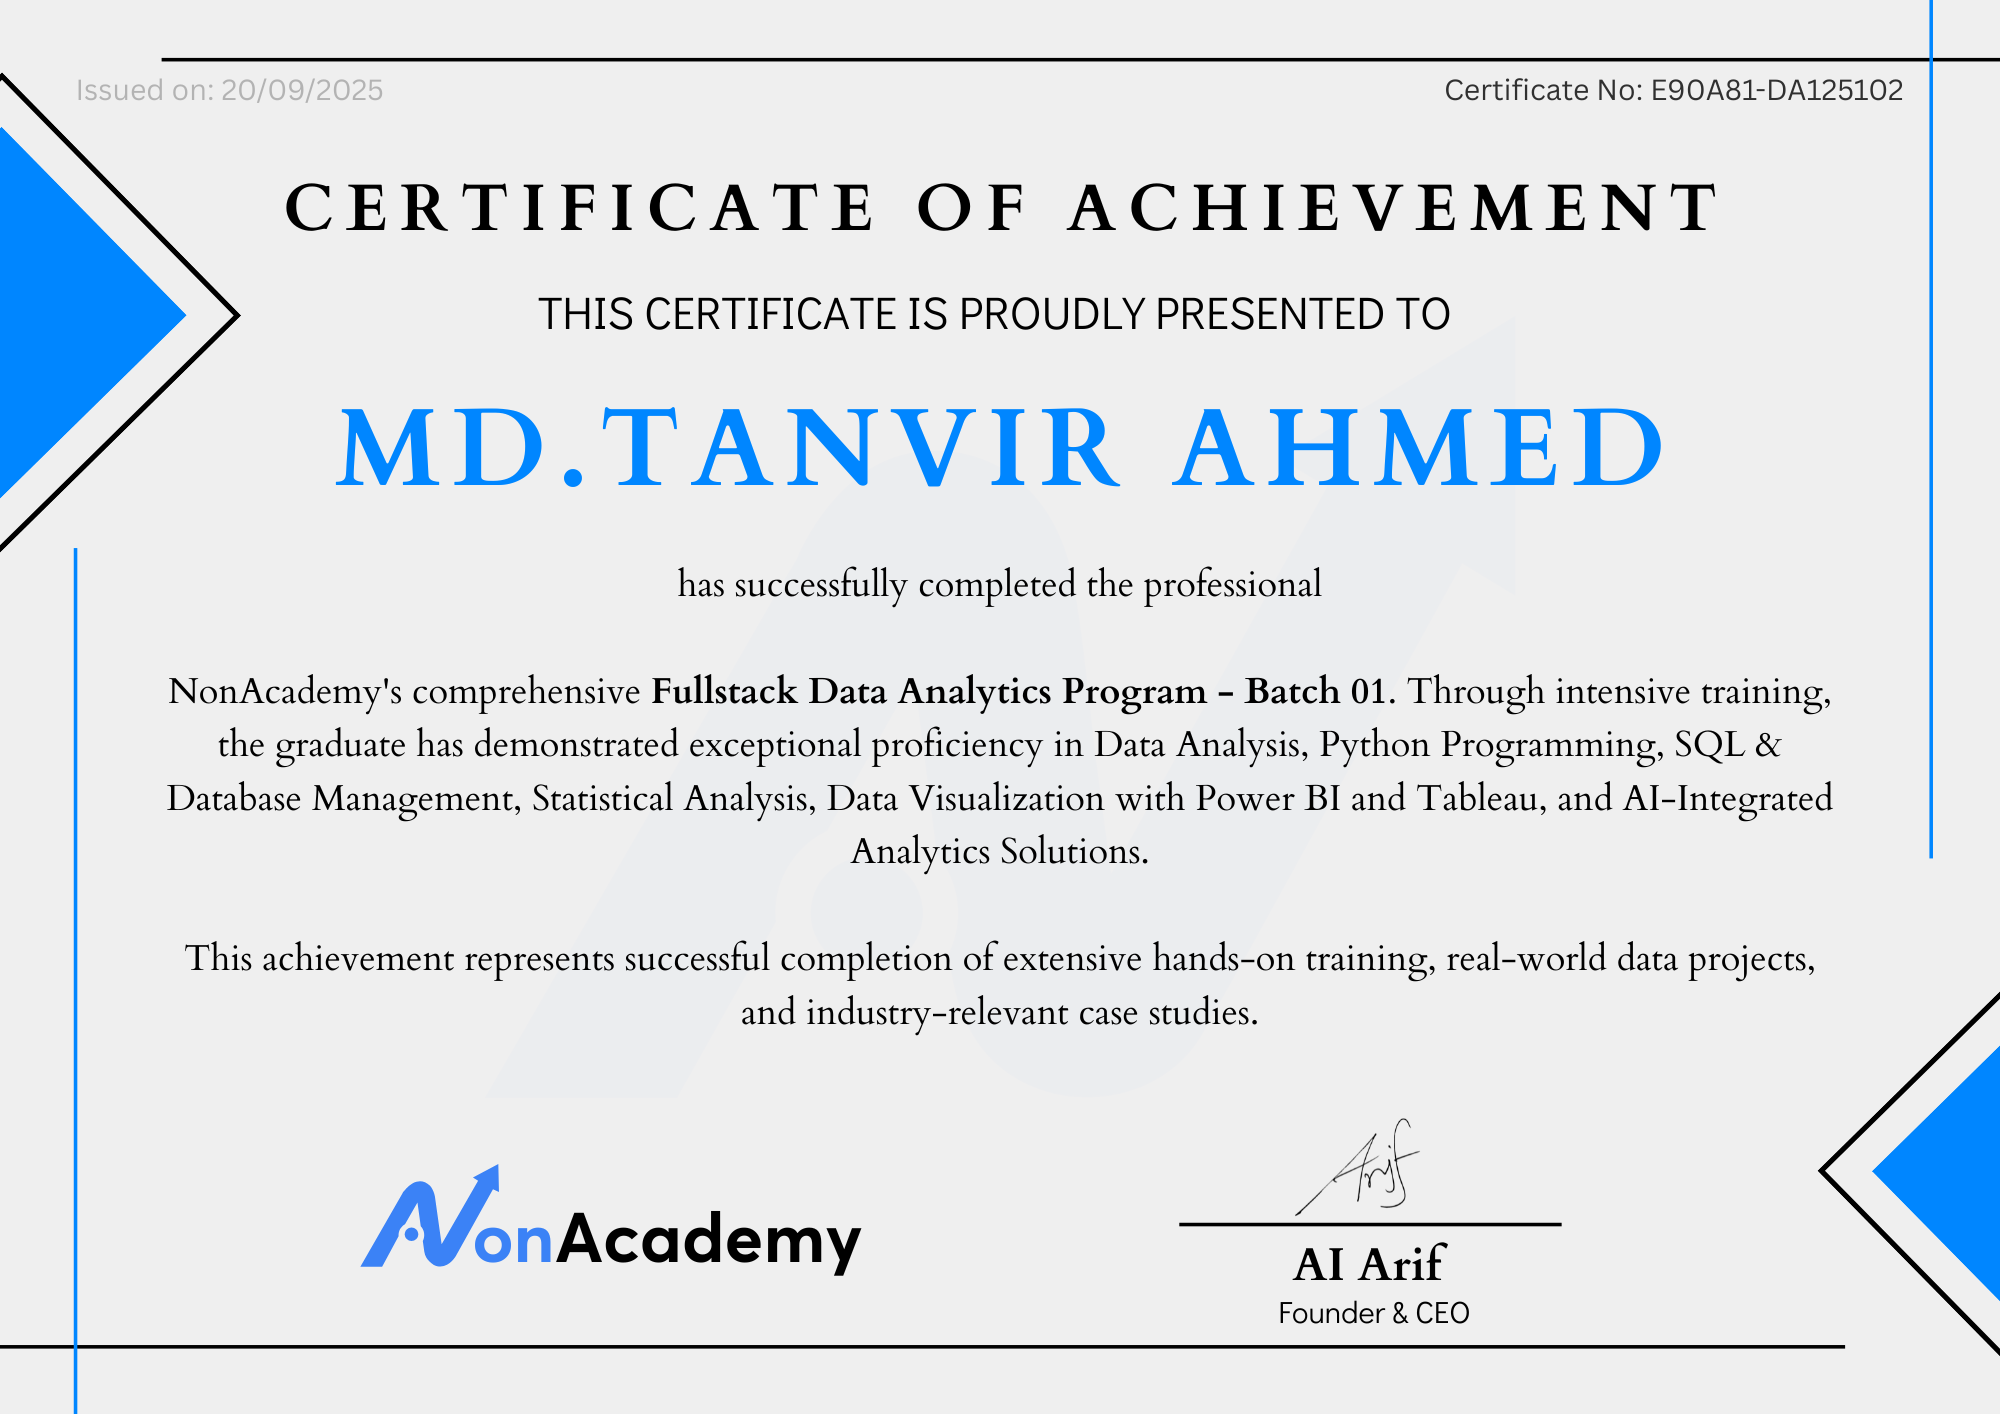 Issued on: 20/09/2025
Certificate No: E90A81-DA125102
CERTIFICATE OF ACHIEVEMENT
THIS CERTIFICATE IS PROUDLY PRESENTED TO
MD.TANVIR AHMED
has successfully completed the professional
NonAcademy's comprehensive Fullstack Data Analytics Program - Batch 01. Through intensive training,
the graduate has demonstrated exceptional proficiency in Data Analysis, Python Programming, SQL &
Database Management, Statistical Analysis, Data Visualization with Power BI and Tableau, and AI-Integrated
Analytics Solutions.
This achievement represents successful completion of extensive hands-on training, real-world data projects,
and industry-relevant case studies.
Arif
NonAcademy
AI Arif
Founder & CEO